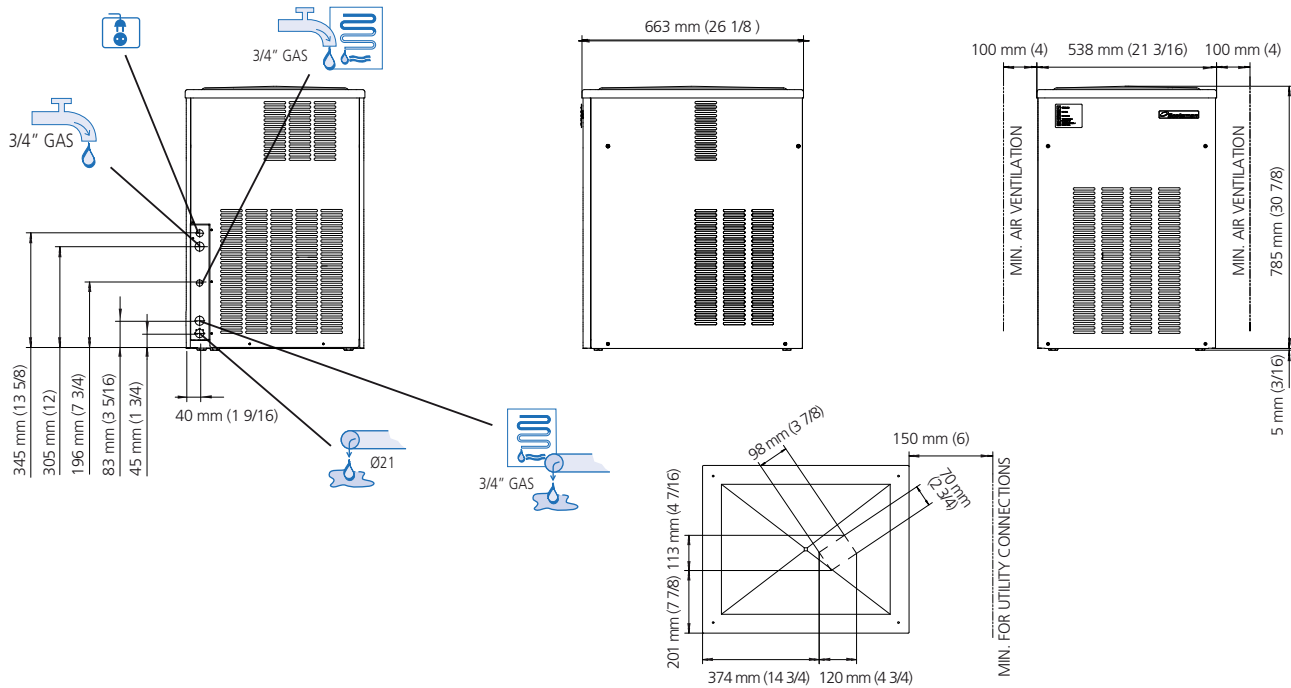 3/4" GAS
3/4" GAS
345 mm (13 5/8)
305 mm (12)
196 mm (7 3/4)
83 mm (3 5/16)
45 mm (1 3/4)
40 mm (1 9/16)
Ø21
3/4" GAS
663 mm (26 1/8 )
100 mm (4)
538 mm (21 3/16)
100 mm (4)
MIN. AIR VENTILATION
MIN. AIR VENTILATION
785 mm (30 7/8)
5 mm (3/16)
98 mm (3 7/8)
150 mm (6)
70 mm
(2 3/4)
113 mm (4 7/16)
201 mm (7 7/8)
374 mm (14 3/4)
120 mm (4 3/4)
MIN. FOR UTILITY CONNECTIONS